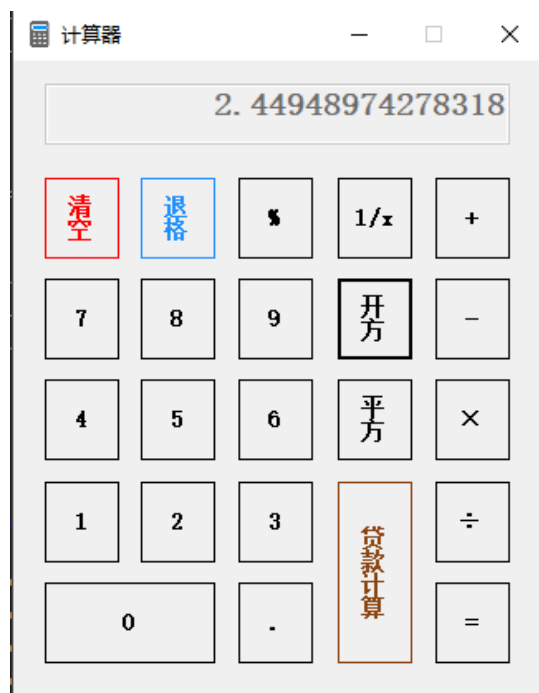 计算器
2.44948974278318
清空 退格 % 1/x +
7 8 9 开方 −
4 5 6 平方 ×
1 2 3 贷款计算 ÷
0 . =